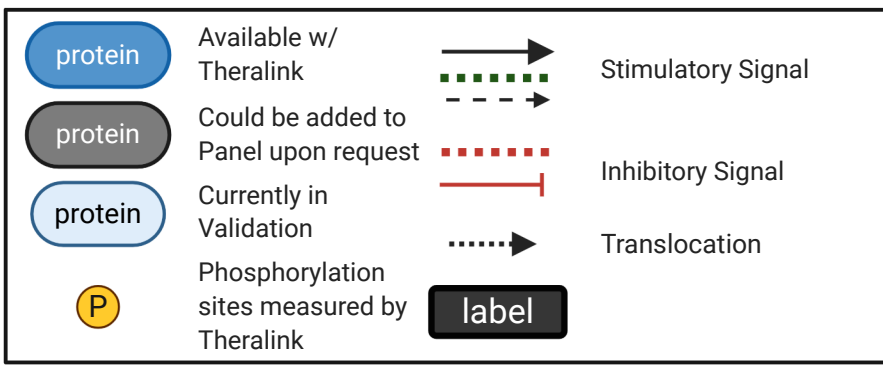 protein
Available w/
Theralink
Stimulatory Signal
protein
Could be added to
Panel upon request
Inhibitory Signal
protein
Currently in
Validation
Translocation
P
Phosphorylation
sites measured by
Theralink
label